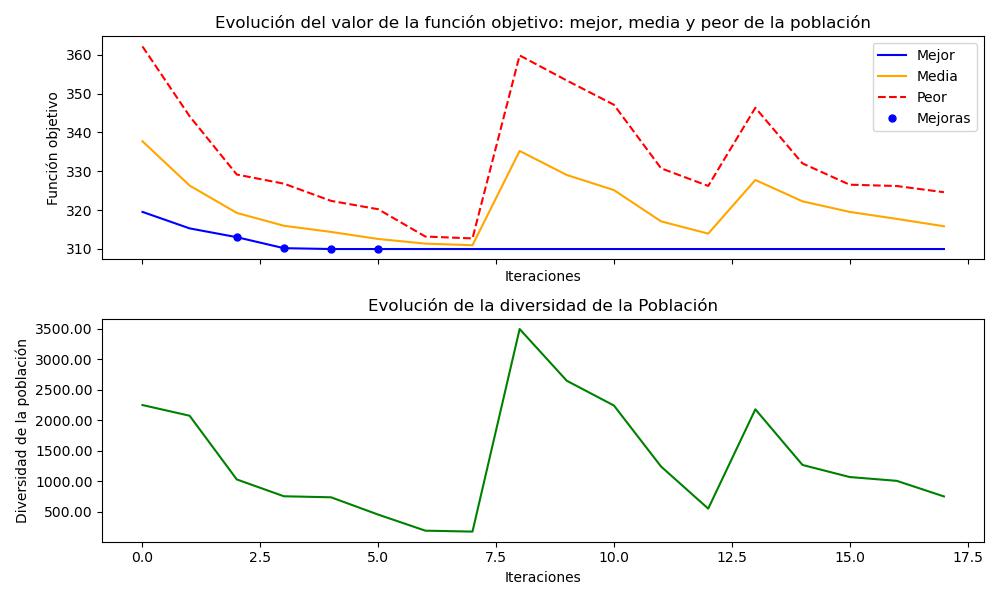 Evolución del valor de la función objetivo: mejor, media y peor de la población
Función objetivo
360
350
340
330
320
310
Mejor
Media
Peor
Mejoras
Iteraciones
Evolución de la diversidad de la Población
Diversidad de la población
3500.00
3000.00
2500.00
2000.00
1500.00
1000.00
500.00
0.0 2.5 5.0 7.5 10.0 12.5 15.0 17.5
Iteraciones